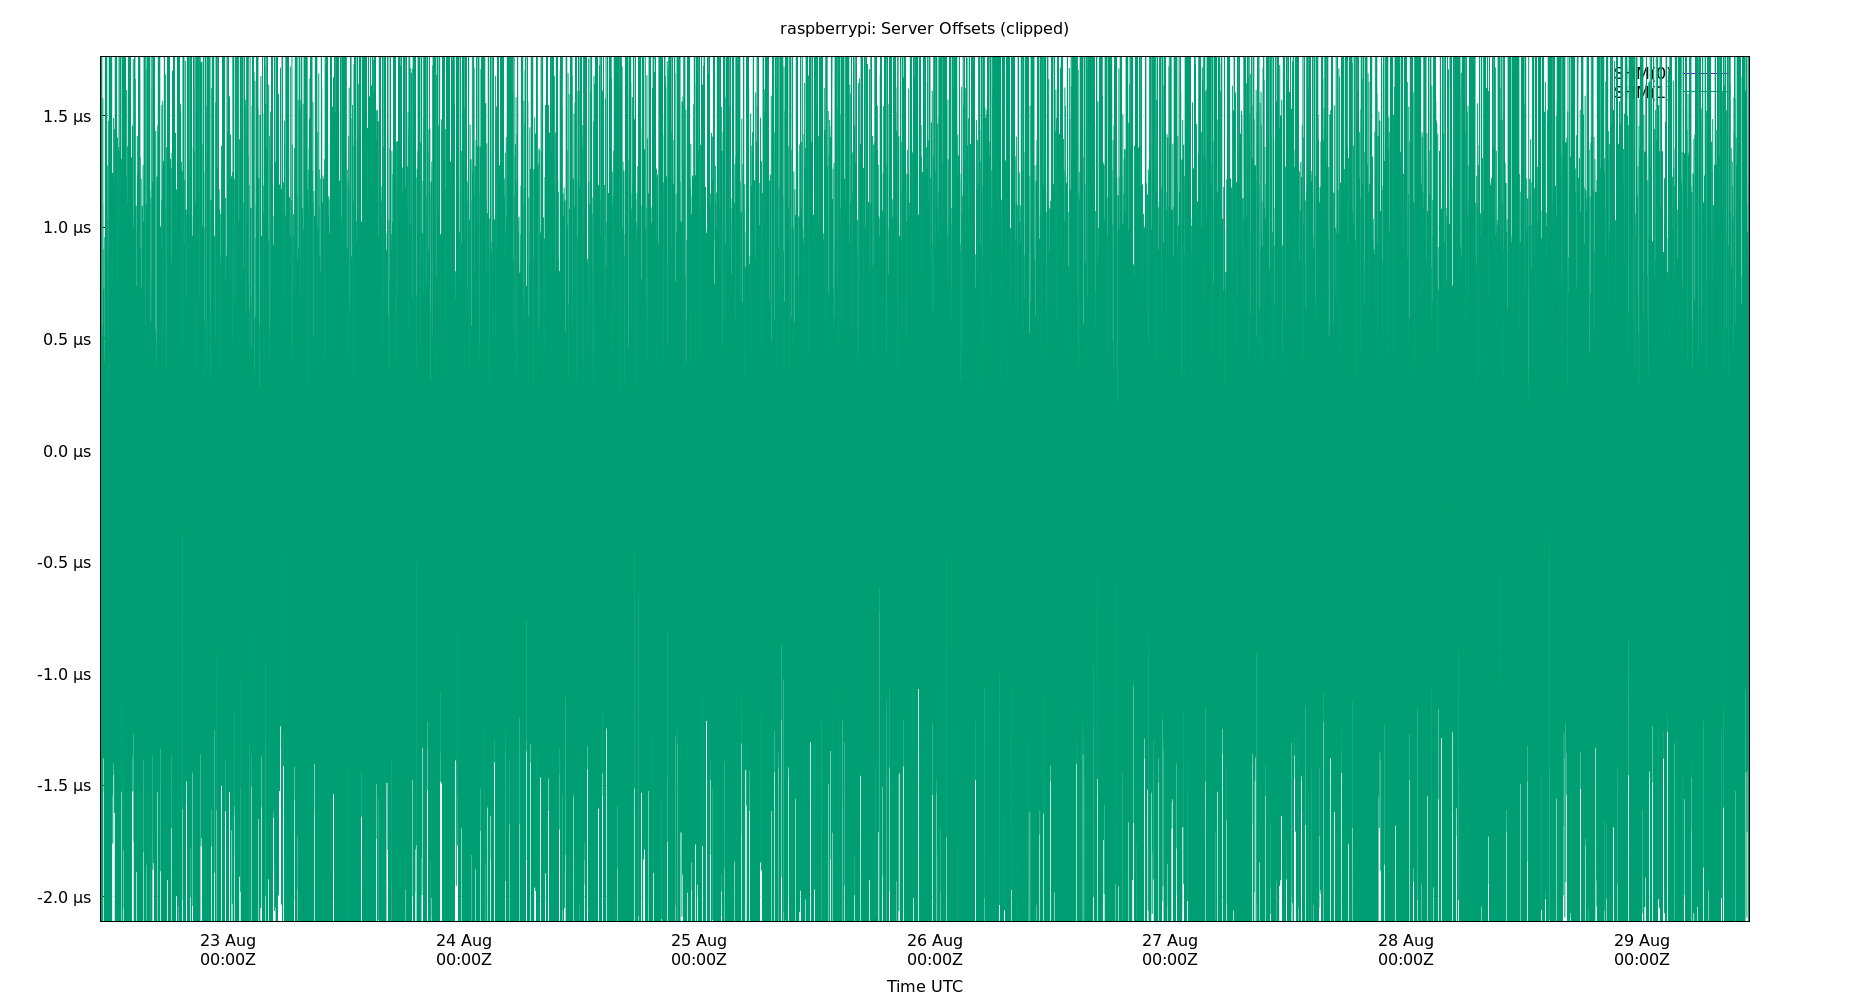 raspberrypi: Server Offsets (clipped)
1.5 µs
1.0 µs
0.5 µs
0.0 µs
-0.5 µs
-1.0 µs
-1.5 µs
-2.0 µs
23 Aug 24 Aug 25 Aug 26 Aug 27 Aug 28 Aug 29 Aug
00:00Z 00:00Z 00:00Z 00:00Z 00:00Z 00:00Z 00:00Z
Time UTC